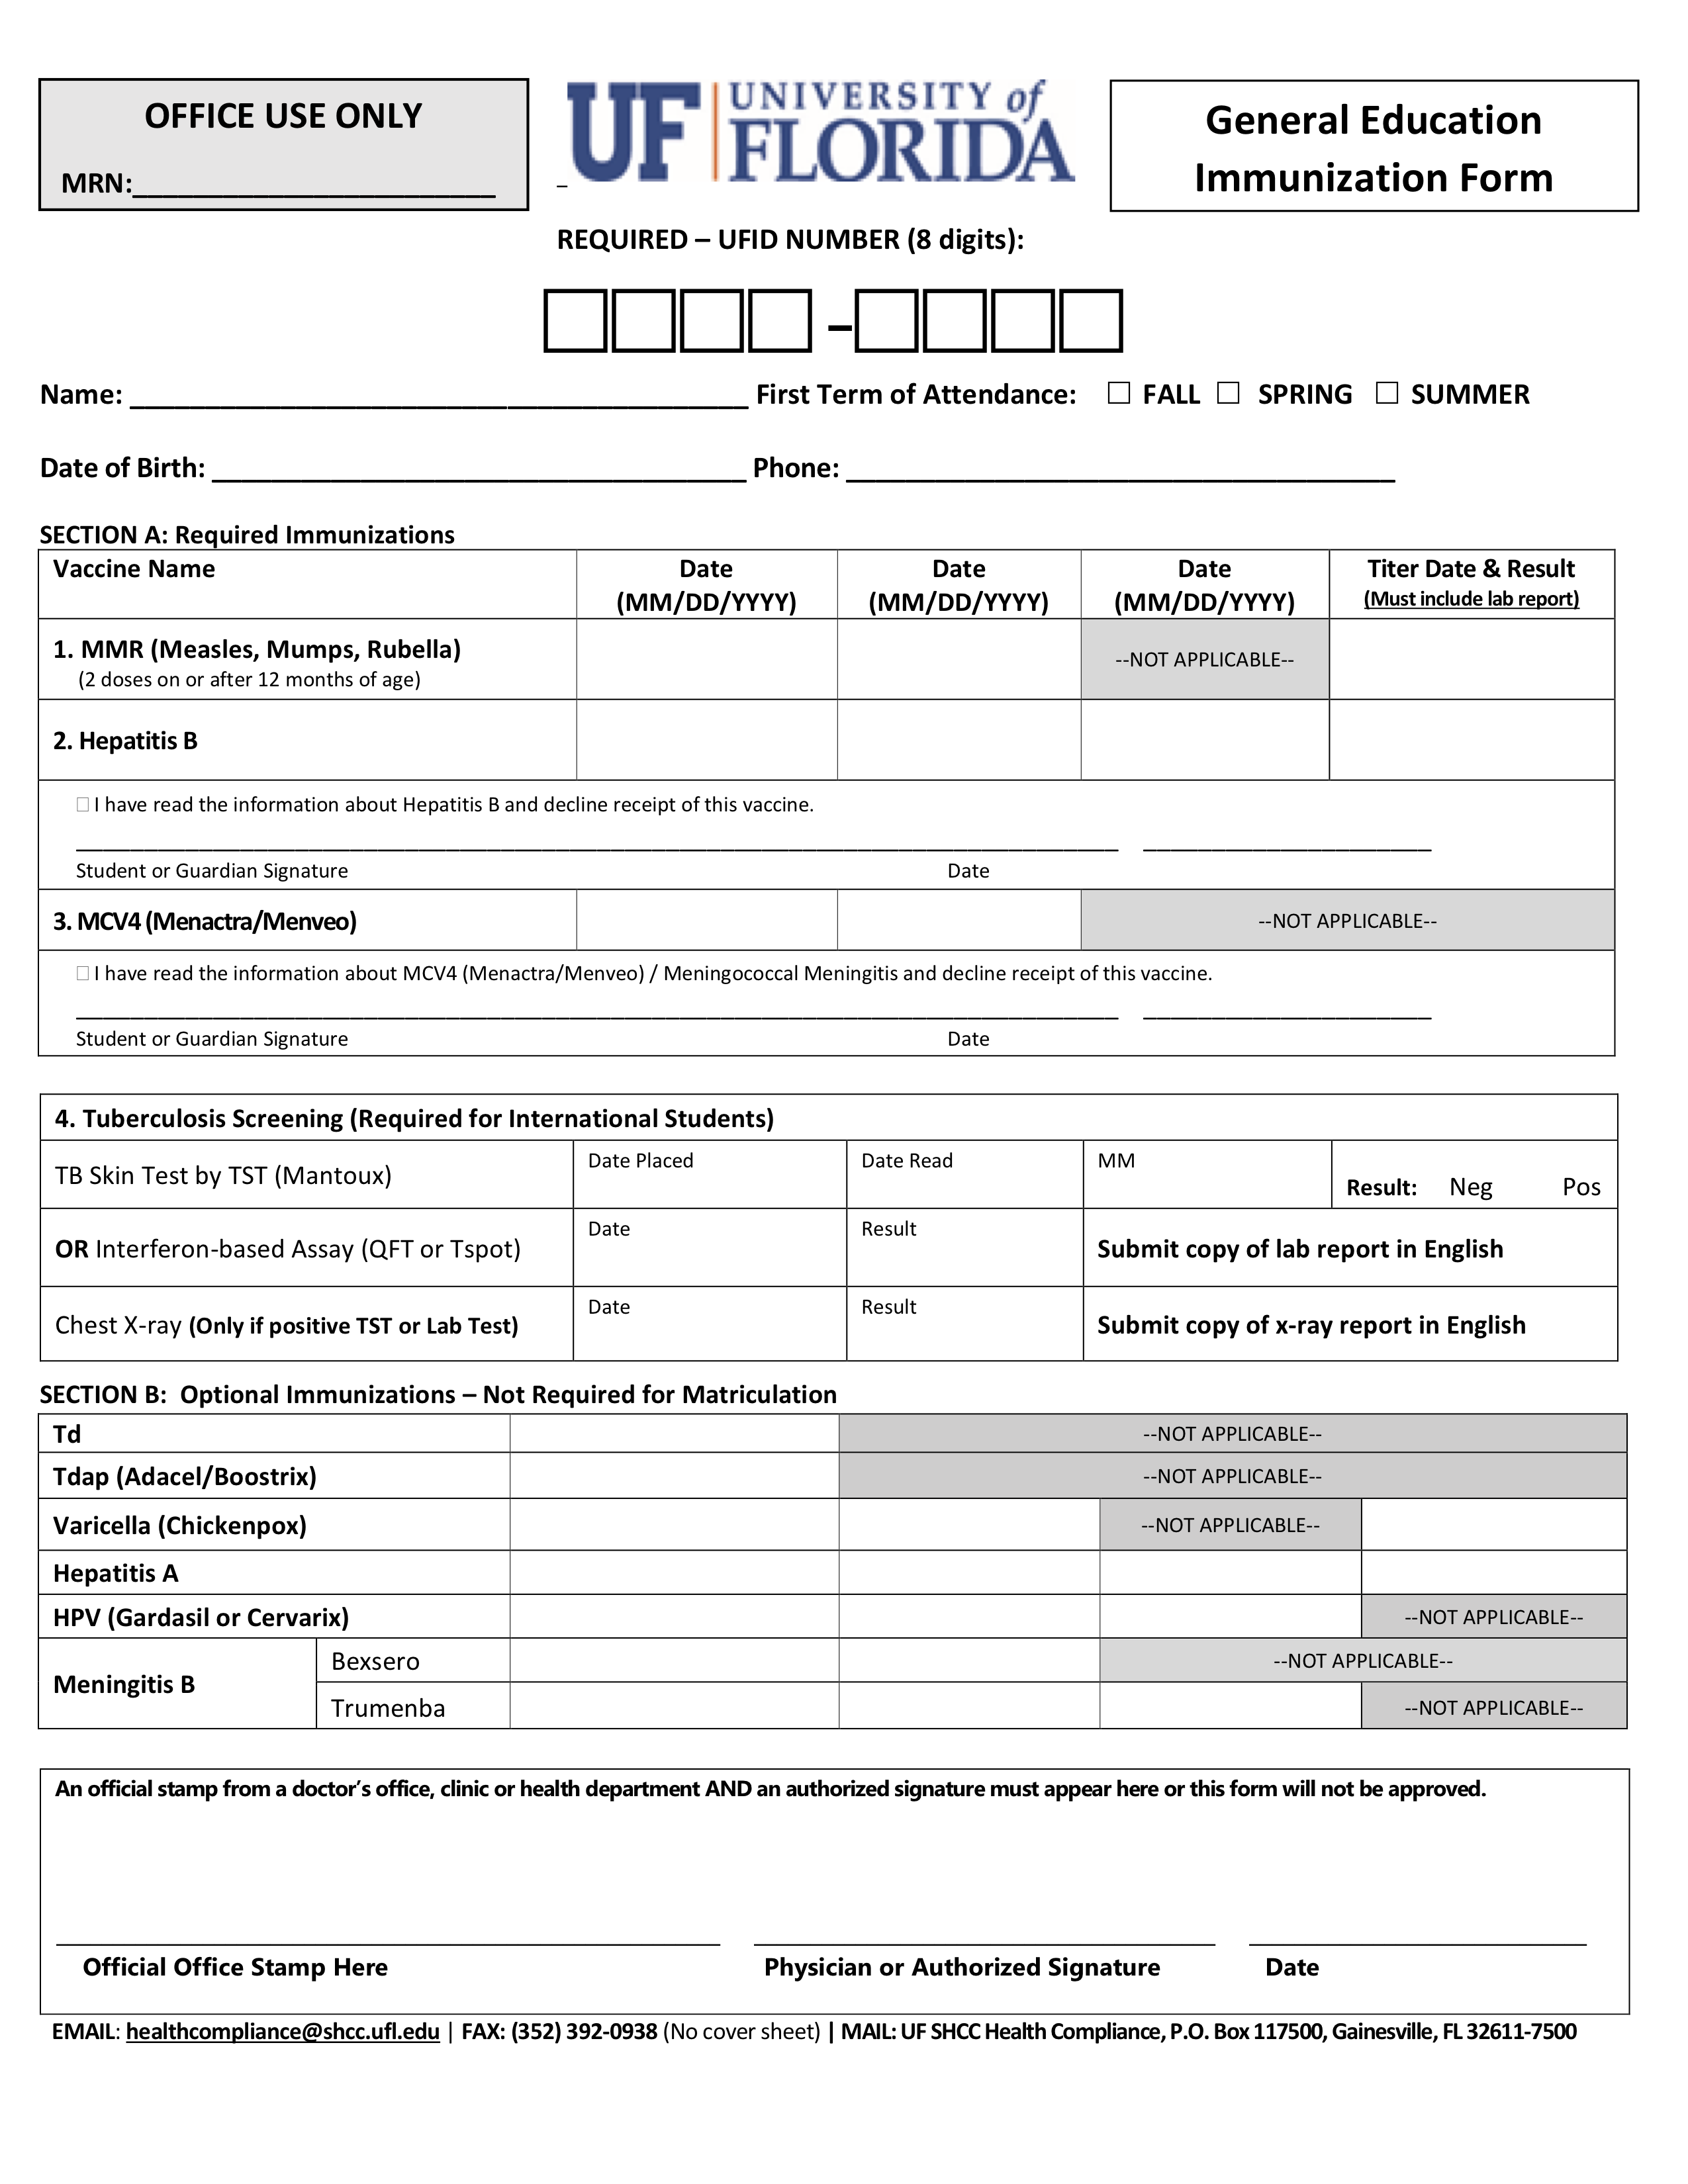 OFFICE USE ONLY
MRN:________________________
UF UNIVERSITY of FLORIDA
General Education
Immunization Form
REQUIRED – UFID NUMBER (8 digits):
–
Name: ________________________ First Term of Attendance: ☐ FALL ☐ SPRING ☐ SUMMER
Date of Birth: ________________________ Phone: ________________________
SECTION A: Required Immunizations
Vaccine Name Date (MM/DD/YYYY) Date (MM/DD/YYYY) Date (MM/DD/YYYY) Titer Date & Result (Must include lab report)
1. MMR (Measles, Mumps, Rubella)
(2 doses on or after 12 months of age)
--NOT APPLICABLE--
2. Hepatitis B
☐ I have read the information about Hepatitis B and decline receipt of this vaccine.
Student or Guardian Signature Date
3. MCV4 (Menactra/Menveo) --NOT APPLICABLE--
☐ I have read the information about MCV4 (Menactra/Menveo) / Meningococcal Meningitis and decline receipt of this vaccine.
Student or Guardian Signature Date
4. Tuberculosis Screening (Required for International Students)
TB Skin Test by TST (Mantoux) Date Placed Date Read MM Result: Neg Pos
OR Interferon-based Assay (QFT or Tspot) Date Result Submit copy of lab report in English
Chest X-ray (Only if positive TST or Lab Test) Date Result Submit copy of x-ray report in English
SECTION B: Optional Immunizations – Not Required for Matriculation
Td --NOT APPLICABLE--
Tdap (Adacel/Boostrix) --NOT APPLICABLE--
Varicella (Chickenpox) --NOT APPLICABLE--
Hepatitis A
HPV (Gardasil or Cervarix) --NOT APPLICABLE--
Meningitis B
Bexsero --NOT APPLICABLE--
Trumenba --NOT APPLICABLE--
An official stamp from a doctor’s office, clinic or health department AND an authorized signature must appear here or this form will not be approved.
Official Office Stamp Here Physician or Authorized Signature Date
EMAIL: healthcompliance@shcc.ufl.edu | FAX: (352) 392-0938 (No cover sheet) | MAIL: UF SHCC Health Compliance, P.O. Box 117500, Gainesville, FL 32611-7500